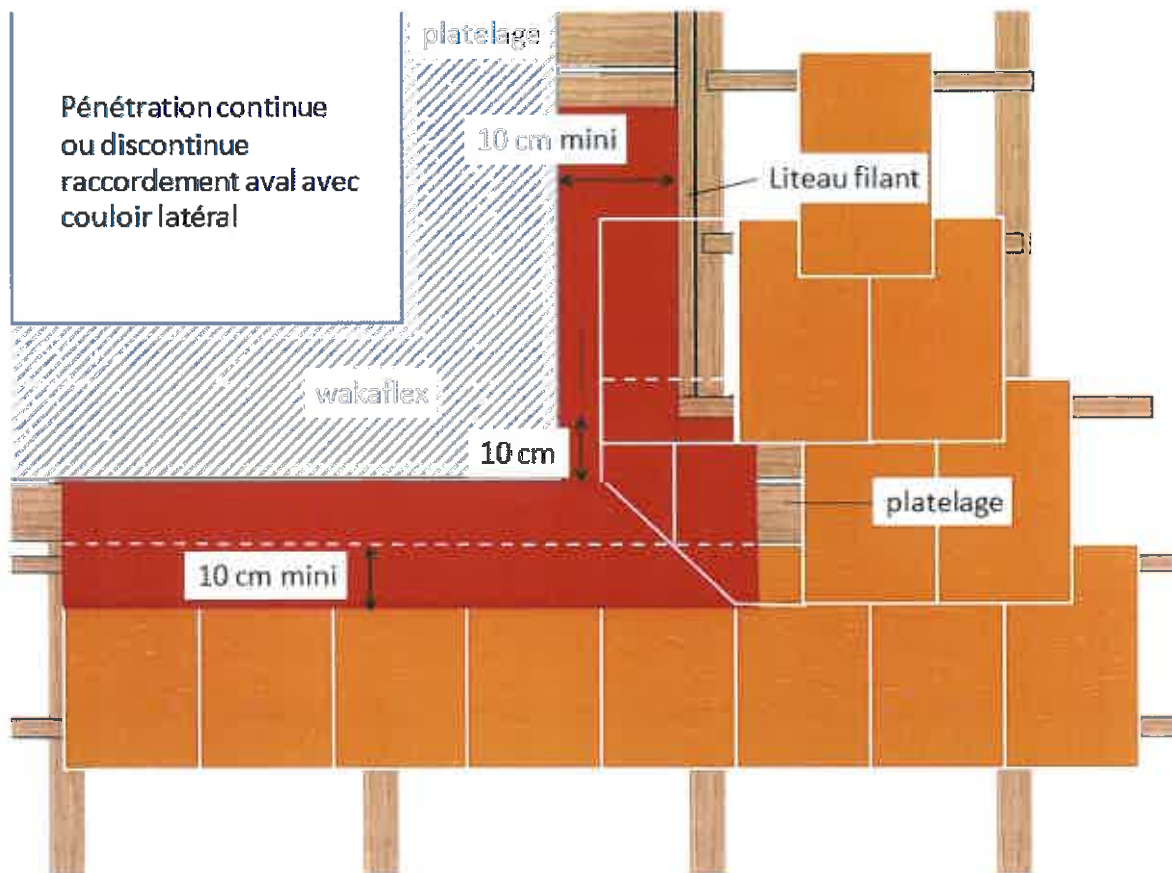 platelage
Pénétration continue
ou discontinue
raccordement aval avec
couloir latéral
10 cm mini
Liteau filant
wakaflex
10 cm
platelage
10 cm mini